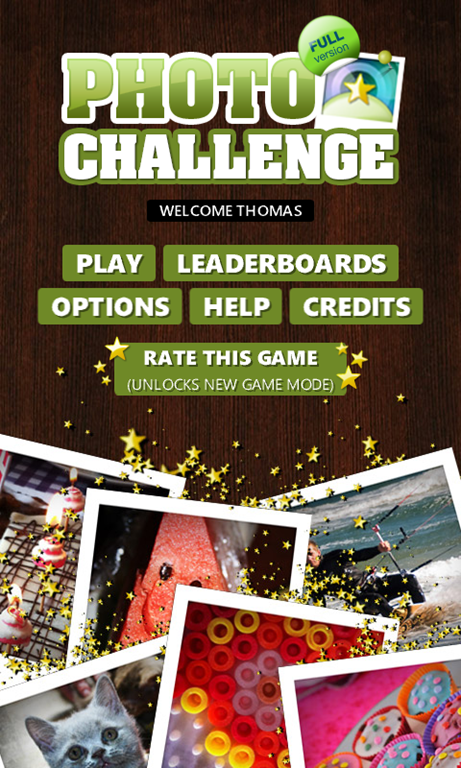 FULL
version
PHOTO
CHALLENGE
WELCOME THOMAS
PLAY LEADERBOARDS
OPTIONS HELP CREDITS
RATE THIS GAME
(UNLOCKS NEW GAME MODE)